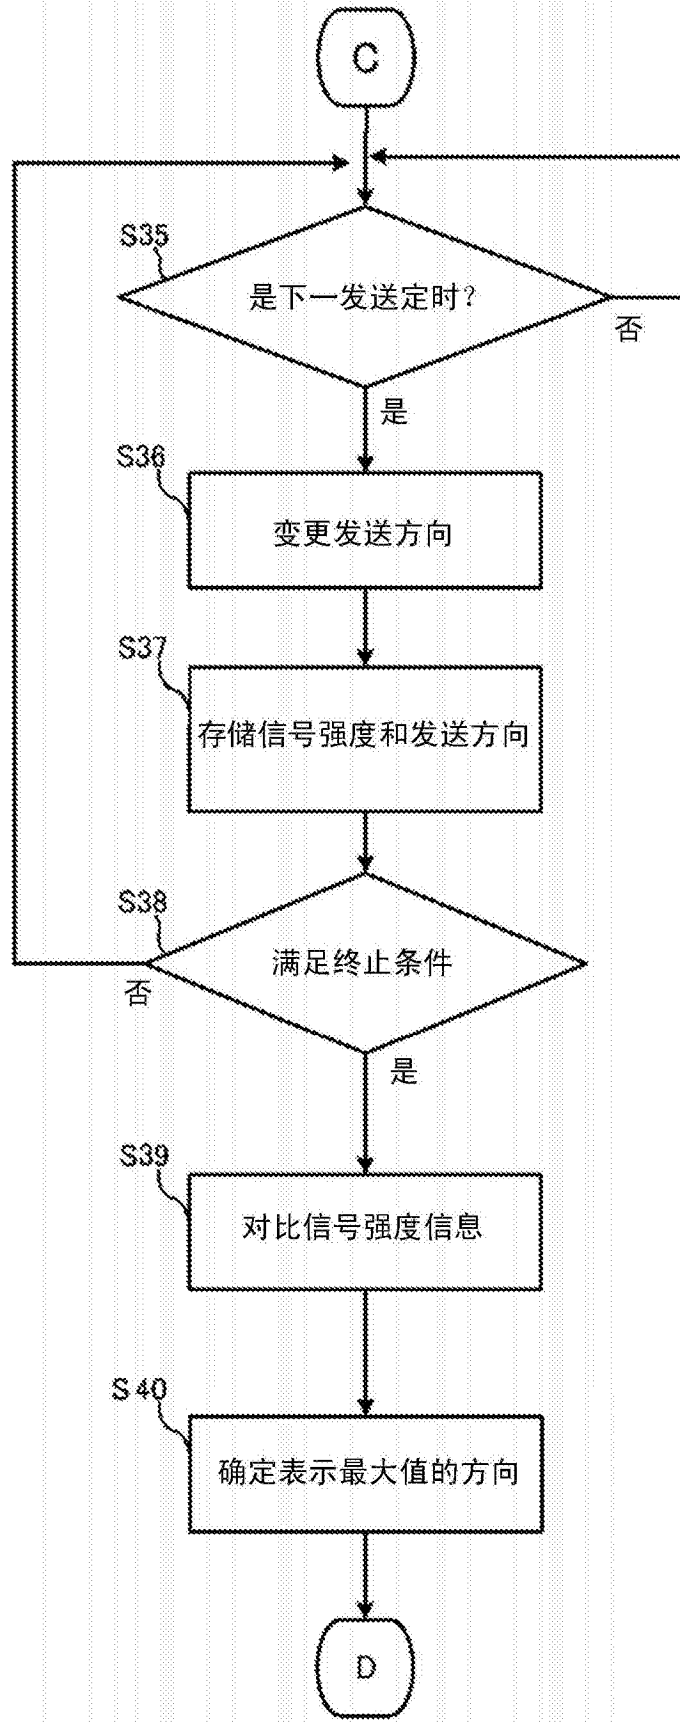 C
S35
是下一发送定时？
否
是
S36
变更发送方向
S37
存储信号强度和发送方向
S38
满足终止条件
否
是
S39
对比信号强度信息
S40
确定表示最大值的方向
D